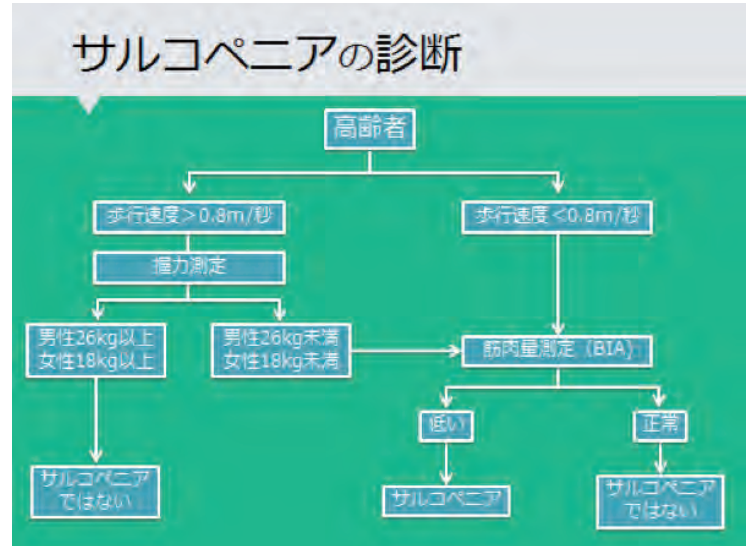 サルコペニアの診断
高齢者
歩行速度>0.8m/秒
歩行速度<0.8m/秒
握力測定
男性26kg以上
女性18kg以上
男性26kg未満
女性18kg未満
筋肉量測定（BIA）
低い
正常
サルコペニア
ではない
サルコペニア
サルコペニア
ではない